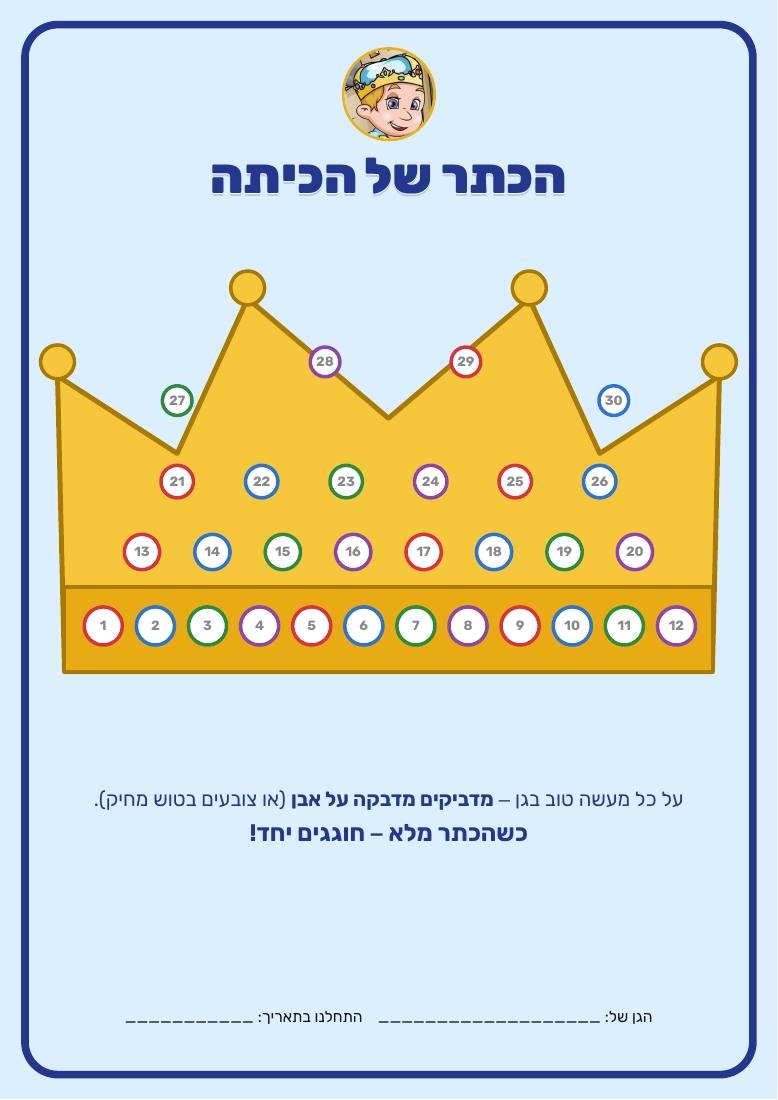 הכתר של הכיתה
28 29
27 30
21 22 23 24 25 26
13 14 15 16 17 18 19 20
1 2 3 4 5 6 7 8 9 10 11 12
על כל מעשה טוב בגן – מדביקים מדבקה על אבן (או צובעים בטוש מחיק).
כשהכתר מלא – חוגגים יחד!
הגן של: ___________________ התחלנו בתאריך: ___________